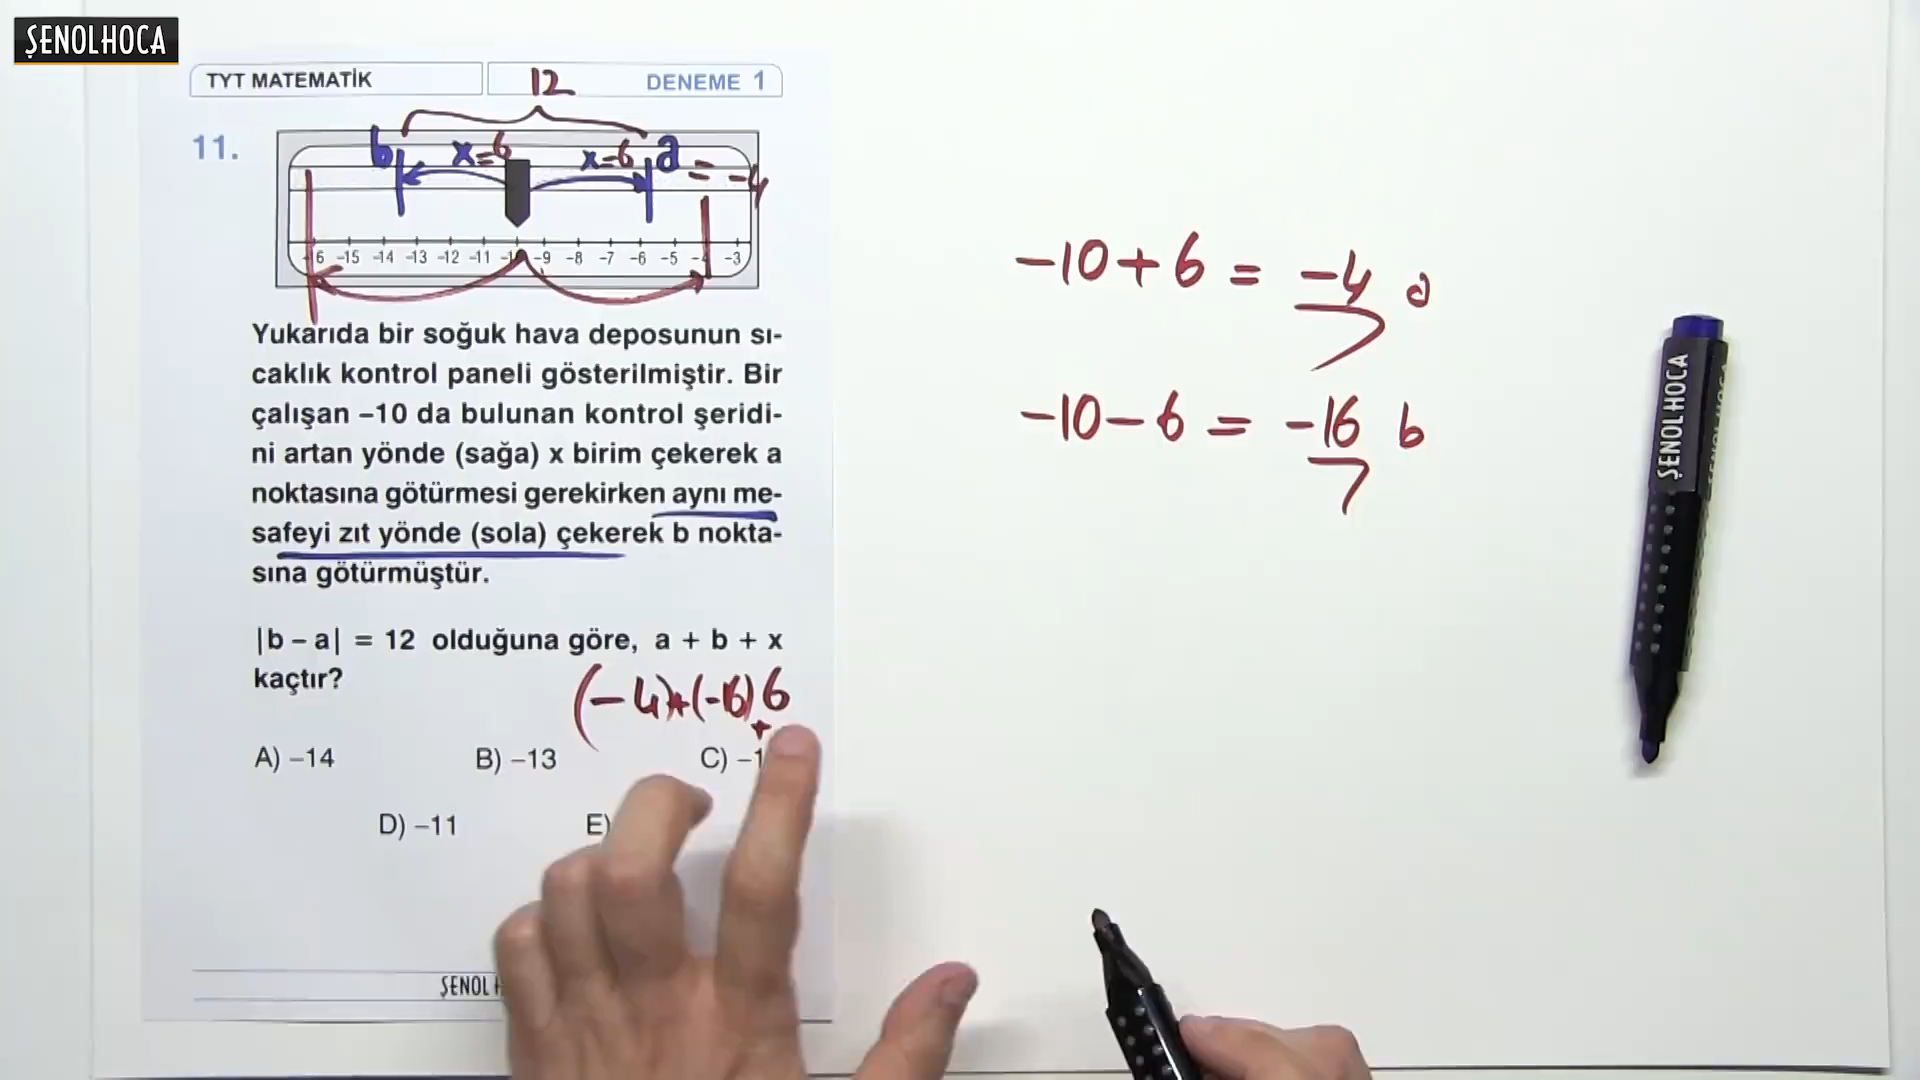 ŞENOLHOCA
TYT MATEMATİK
12
DENEME 1
11.
b x=6 x=6 a = -4
-15 -14 -13 -12 -11 -9 -8 -7 -6 -5 -3
Yukarıda bir soğuk hava deposunun sı-
caklık kontrol paneli gösterilmiştir. Bir
çalışan –10 da bulunan kontrol şeridi-
ni artan yönde (sağa) x birim çekerek a
noktasına götürmesi gerekirken aynı me-
safeyi zıt yönde (sola) çekerek b nokta-
sına götürmüştür.
|b – a| = 12 olduğuna göre, a + b + x
kaçtır?
(-4)+(-16)+6
A) –14
B) –13
C)
D) –11
E)
ŞENOL
-10+6 = -4 a
-10-6 = -16 b
ŞENOLHOCA